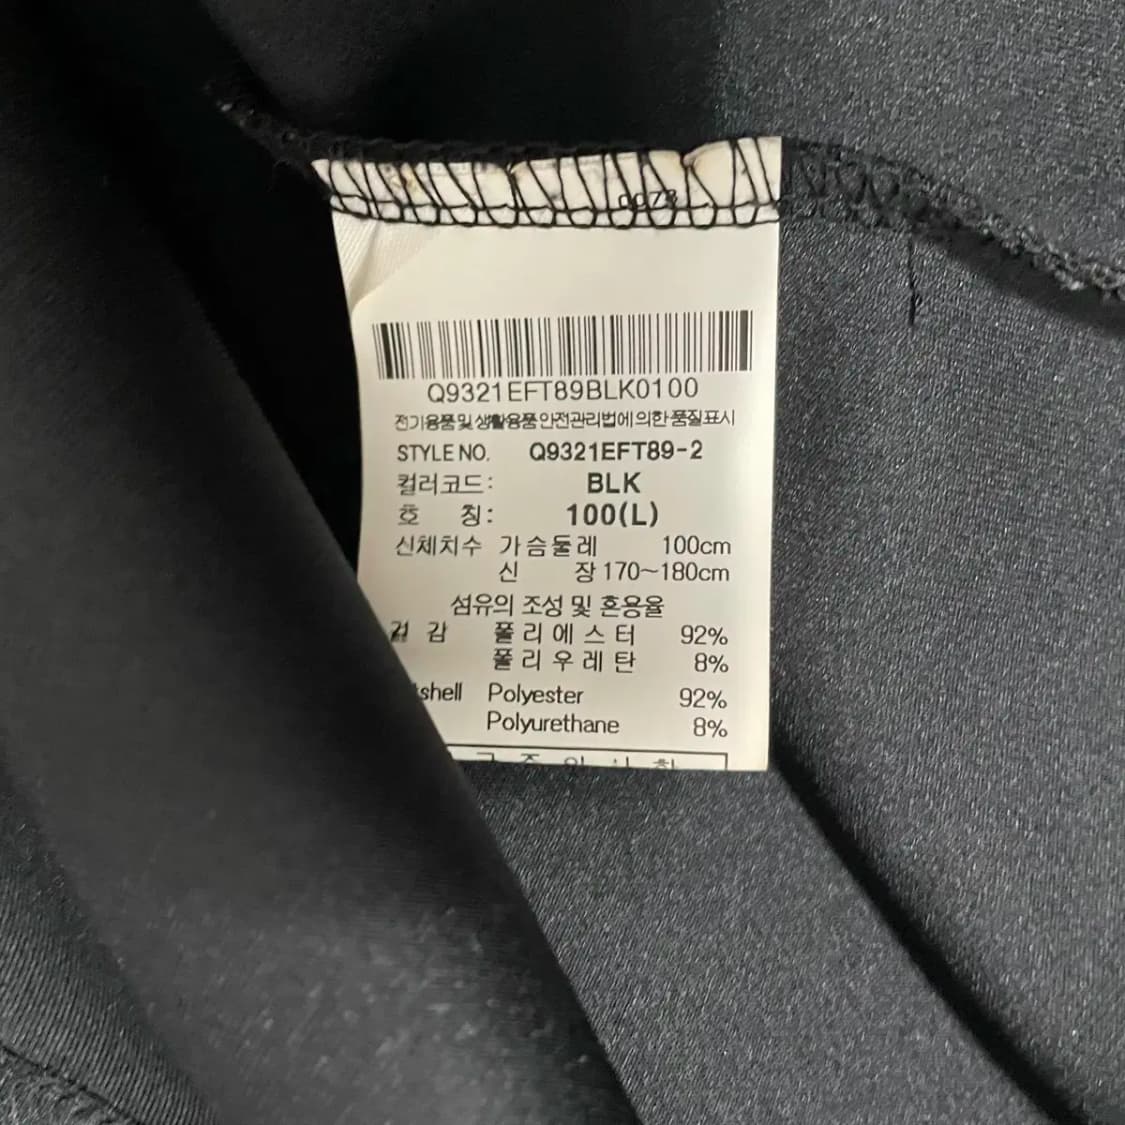 Q9321EFT89BLK0100
전기용품및생활용품안전관리법에의한품질표시
STYLE NO. Q9321EFT89-2
컬러코드: BLK
호 칭: 100(L)
신체치수 가슴둘레 100cm
신 장 170~180cm
섬유의 조성 및 혼용율
겉 감 폴리에스터 92%
폴리우레탄 8%
shell Polyester 92%
Polyurethane 8%